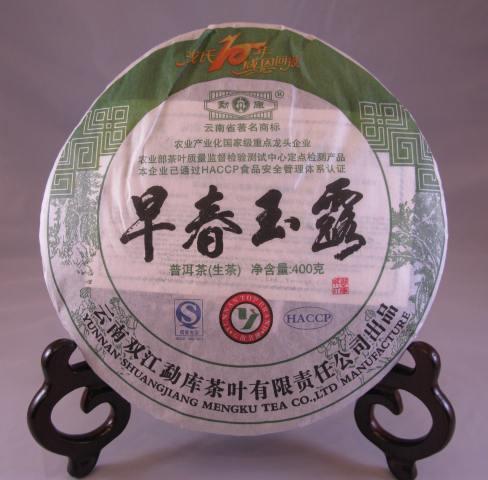 戎氏10年
感恩回馈
勐库
®
云南省著名商标
农业产业化国家级重点龙头企业
农业部茶叶质量监督检验测试中心定点检测产品
本企业已通过HACCP食品安全管理体系认证
早春玉露
普洱茶(生茶) 净含量:400克
HACCP
YUNNAN TOP BRAND
云南双江勐库茶叶有限责任公司出品
YUNNAN SHUANGJIANG MENGKU TEA CO.,LTD MANUFACTURE